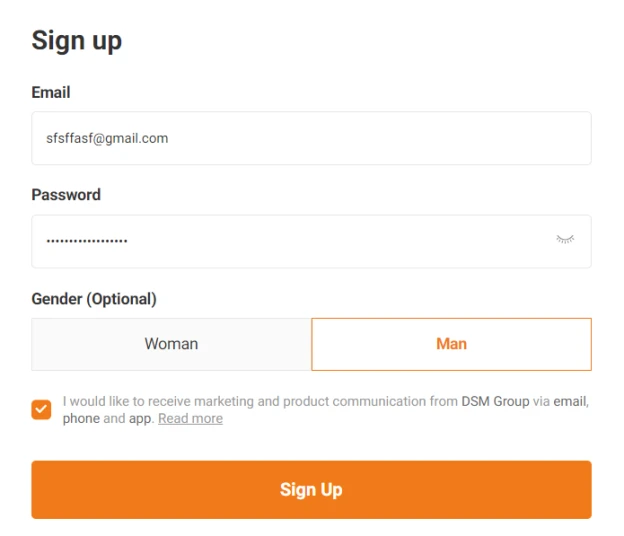 Sign up
Email
sfsffasf@gmail.com
Password
••••••••••••••••••
Gender (Optional)
Woman
Man
I would like to receive marketing and product communication from DSM Group via email,
phone and app. Read more
Sign Up